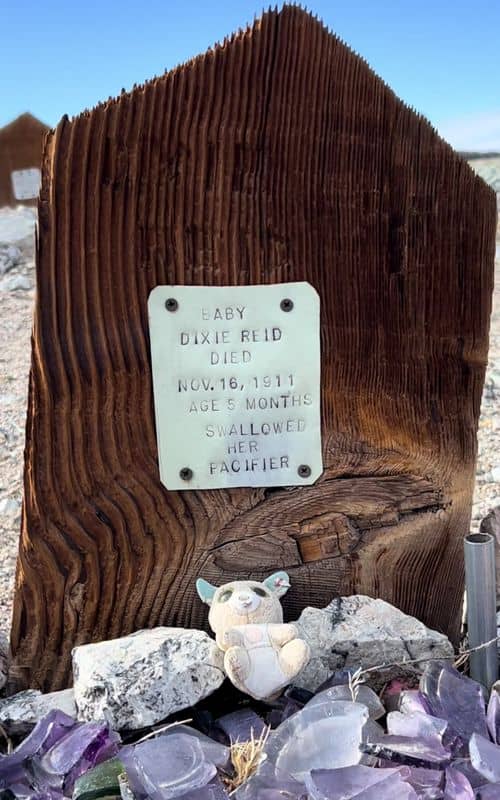 BABY
DIXIE REID
DIED
NOV. 16, 1911
AGE 5 MONTHS
SWALLOWED
HER
PACIFIER